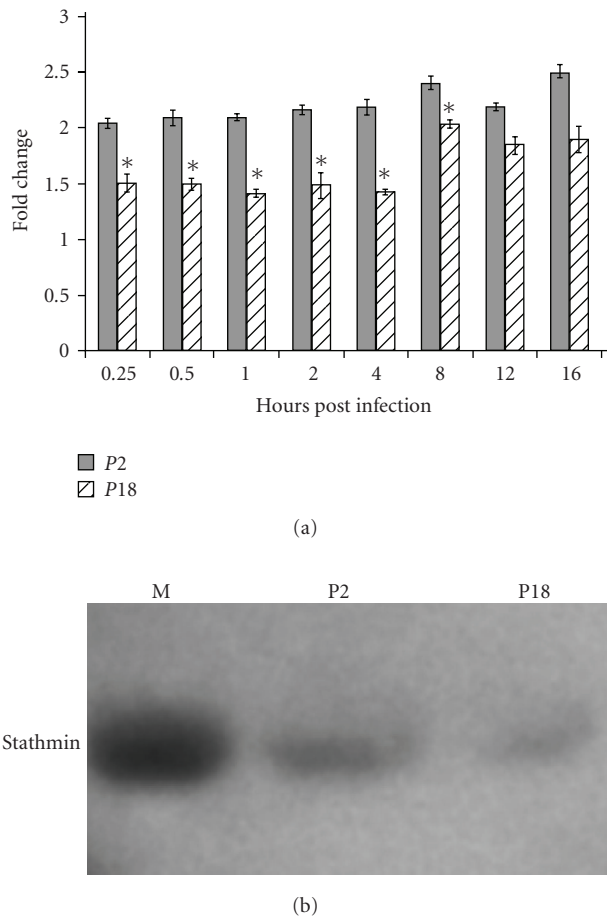 3
2.5
2
1.5
1
0.5
0
Fold change
* * * * * *
0.25 0.5 1 2 4 8 12 16
Hours post infection
P2
P18
(a)
M P2 P18
Stathmin
(b)